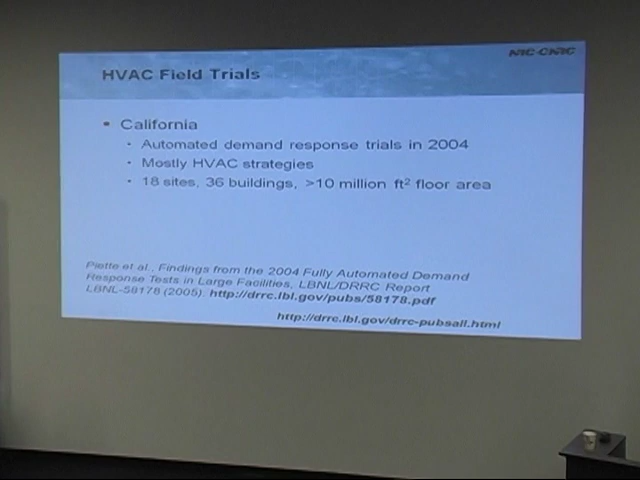 NRC-CNRC
HVAC Field Trials
• California
• Automated demand response trials in 2004
• Mostly HVAC strategies
• 18 sites, 36 buildings, >10 million ft² floor area
Piette et al., Findings from the 2004 Fully Automated Demand
Response Tests in Large Facilities, LBNL/DRRC Report
LBNL-58178 (2005). http://drrc.lbl.gov/pubs/58178.pdf
http://drrc.lbl.gov/drrc-pubsall.html